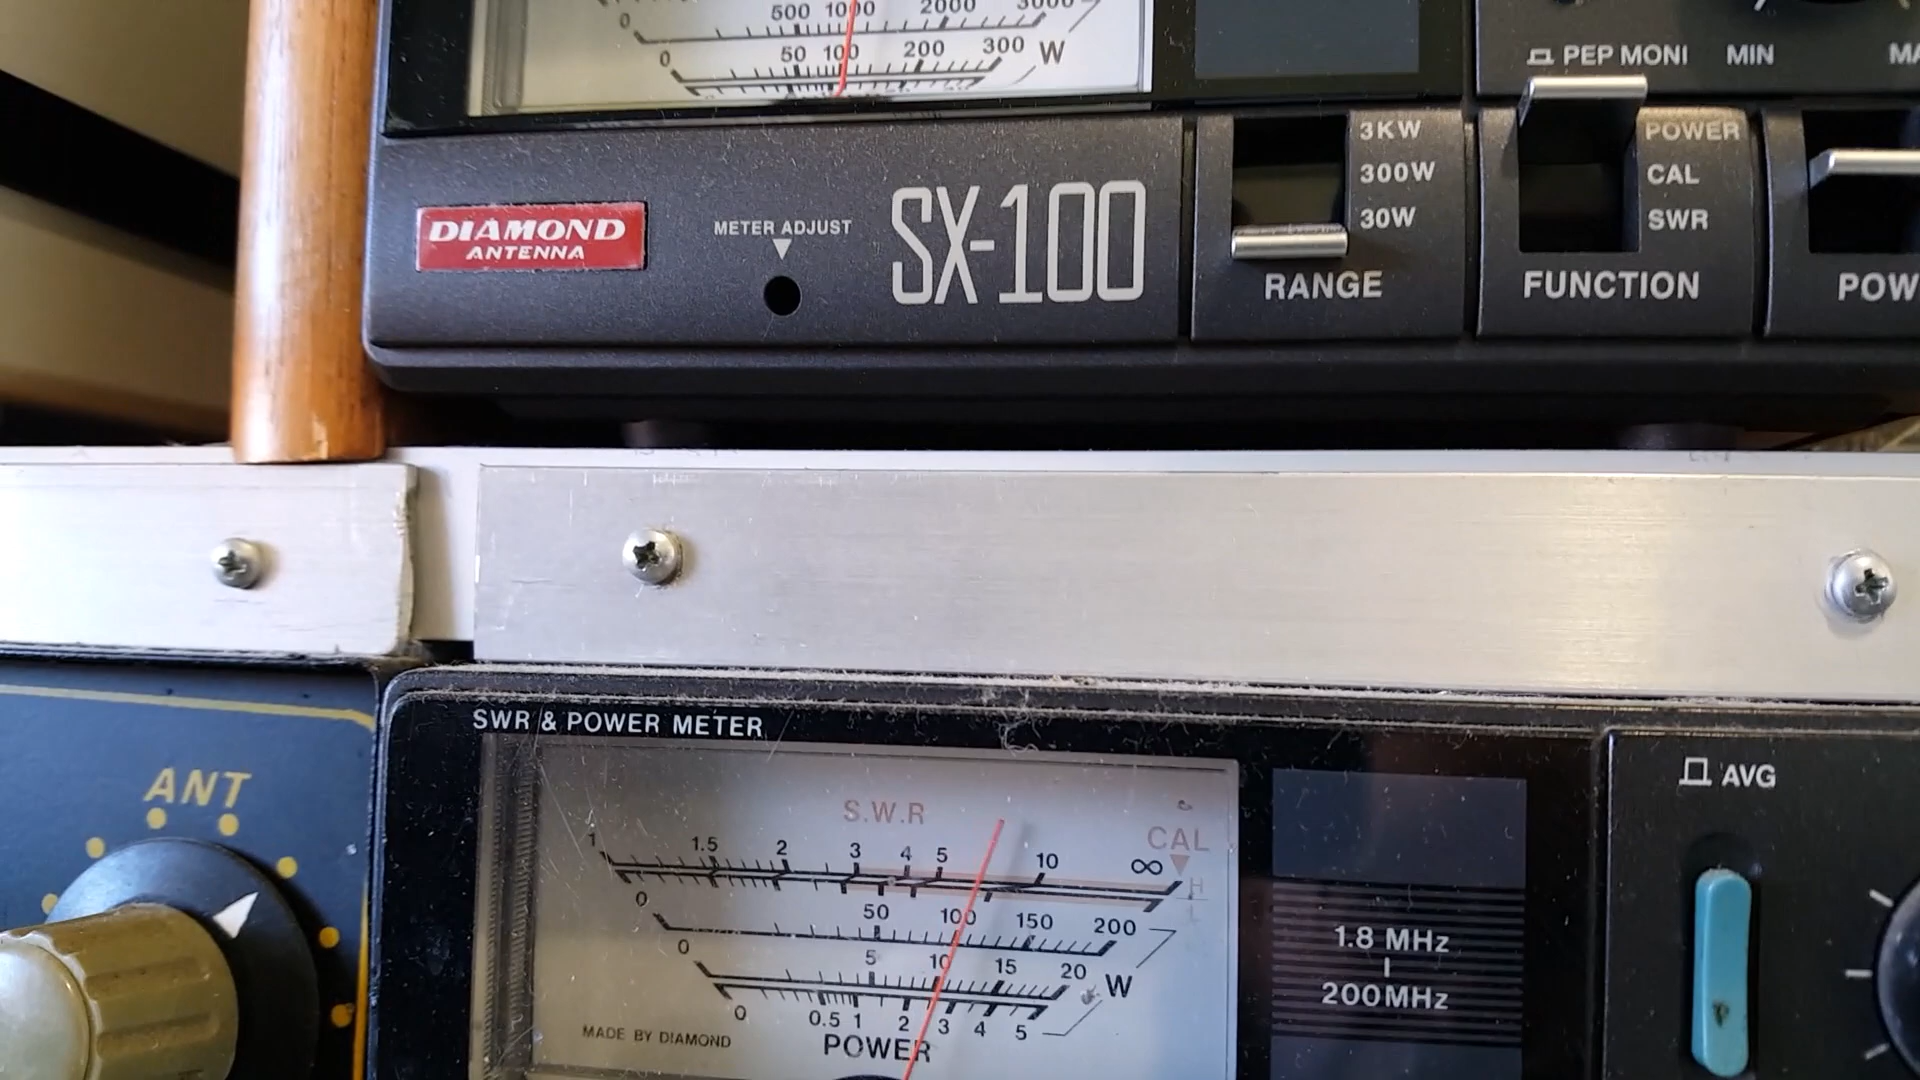 0 500 1000 2000 3000
0 50 100 200 300 W
PEP MONI MIN
3KW
300W
30W
RANGE
POWER
CAL
SWR
FUNCTION
DIAMOND
ANTENNA
METER ADJUST
SX-100
SWR & POWER METER
ANT
S.W.R
CAL
1 1.5 2 3 4 5 10 ∞
H
L
0 50 100 150 200
0 5 10 15 20
W
0 0.5 1 2 3 4 5
MADE BY DIAMOND
POWER
1.8 MHz
200MHz
AVG